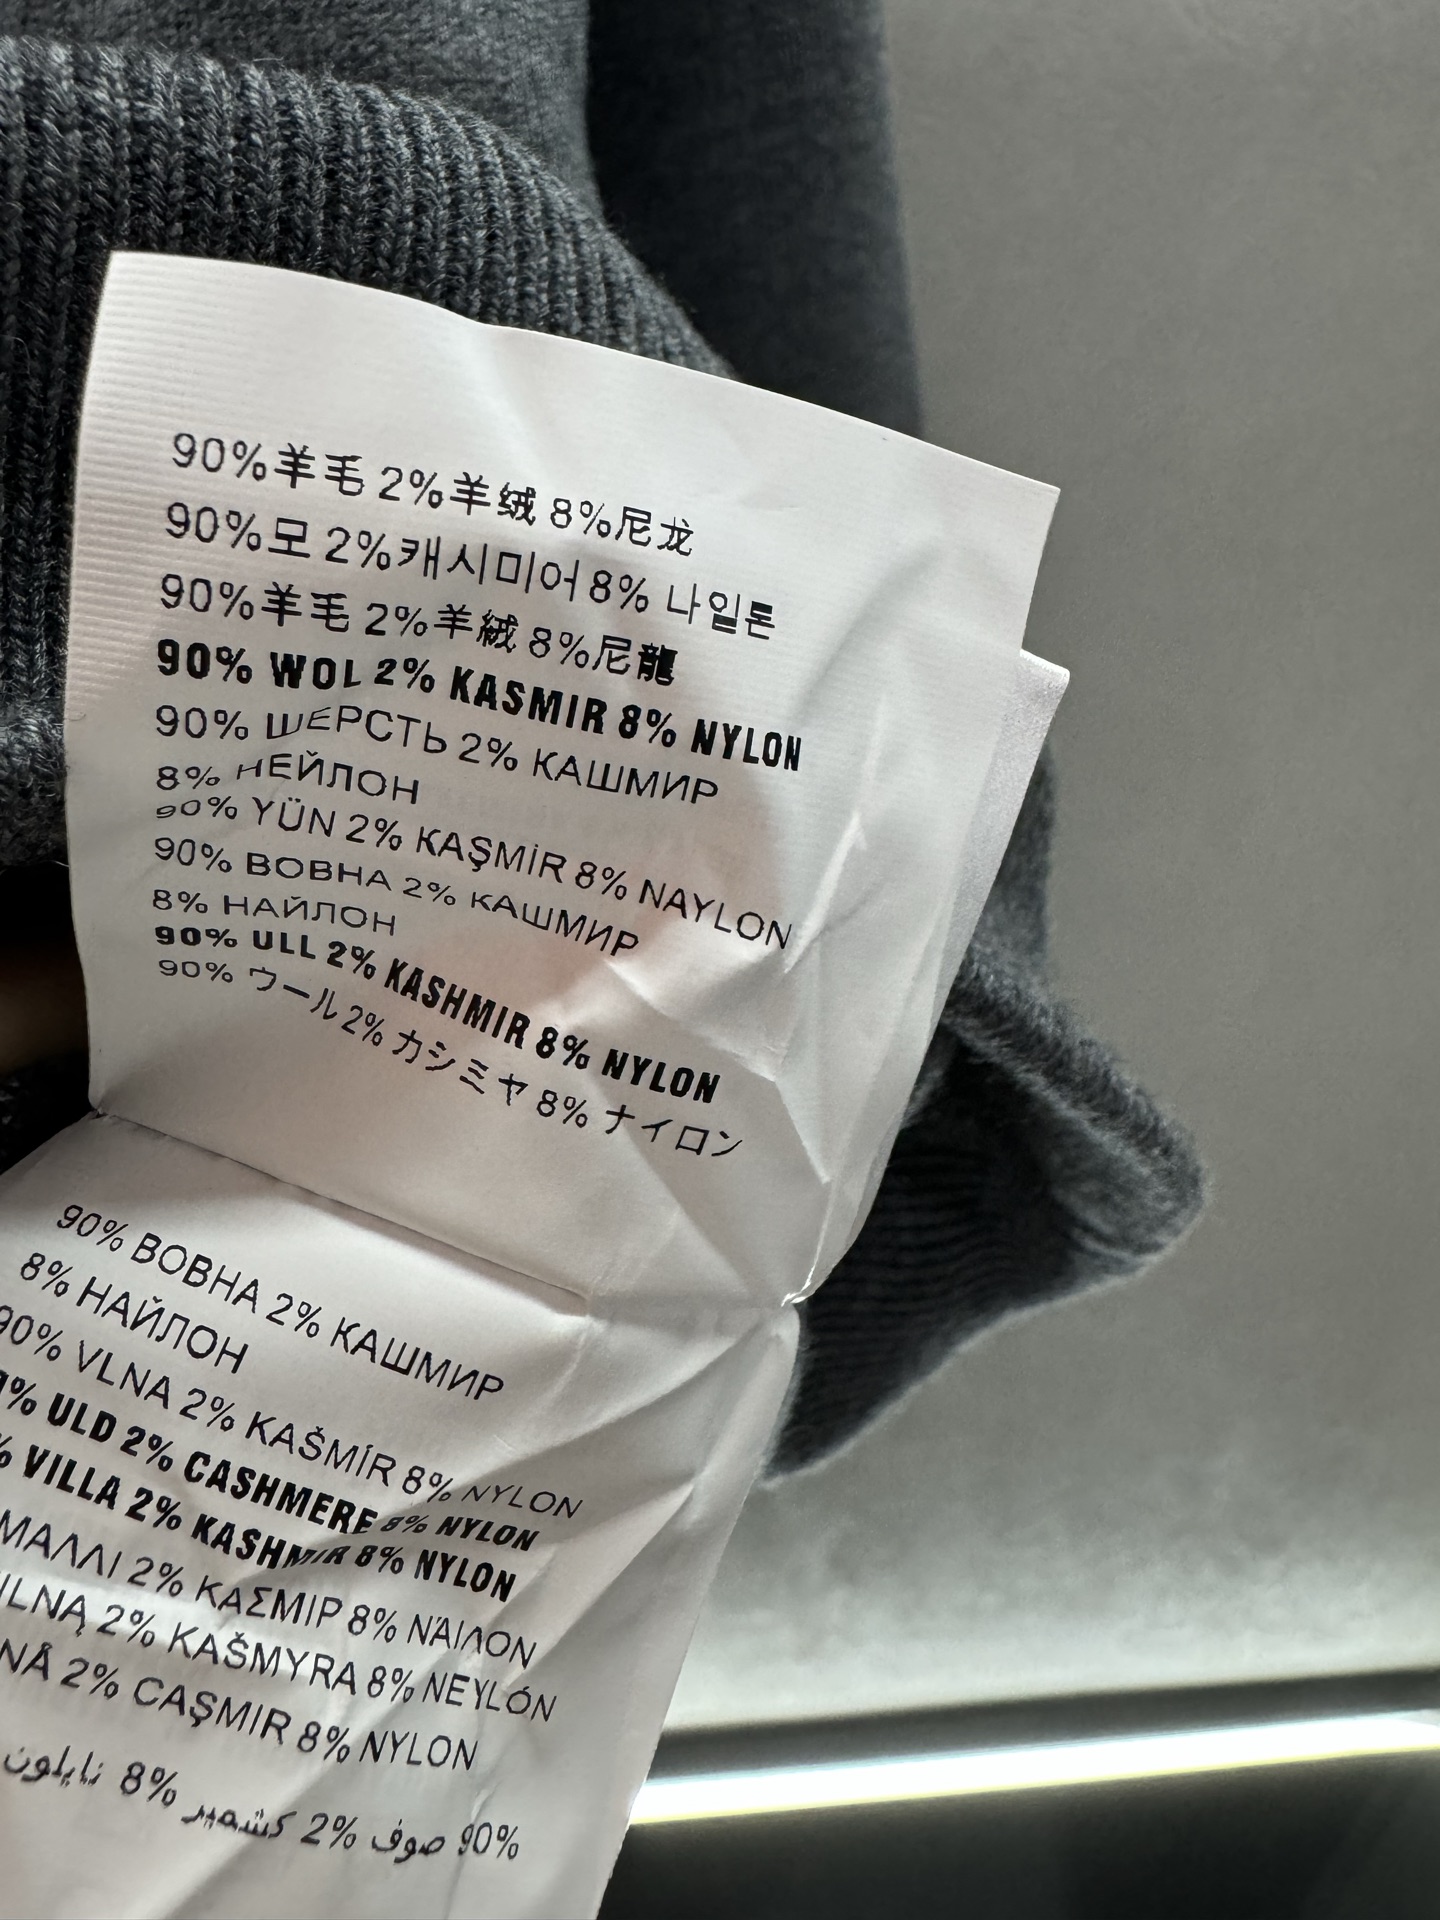 90%羊毛 2%羊绒 8%尼龙
90%모 2%캐시미어 8% 나일론
90%羊毛 2%羊絨 8%尼龍
90% WOL 2% KASMIR 8% NYLON
90% ШЕРСТЬ 2% КАШМИР
8% НЕЙЛОН
90% YÜN 2% KAŞMİR 8% NAYLON
90% ВОВНА 2% КАШМИР
8% НАЙЛОН
90% ULL 2% KASHMIR 8% NYLON
90% ウール 2% カシミヤ 8% ナイロン
90% ВОВНА 2% КАШМИР
8% НАЙЛОН
90% VLNA 2% KAŠMÍR 8% NYLON
% ULD 2% CASHMERE 8% NYLON
% VILLA 2% KASHMIR 8% NYLON
ΜΑΛΛΙ 2% ΚΑΣΜΙΡ 8% ΝΑΙΛΟΝ
ILNĄ 2% KAŠMYRA 8% NEYLÓN
NĂ 2% CAŞMIR 8% NYLON
90% صوف 2% كشمير 8% نايلون